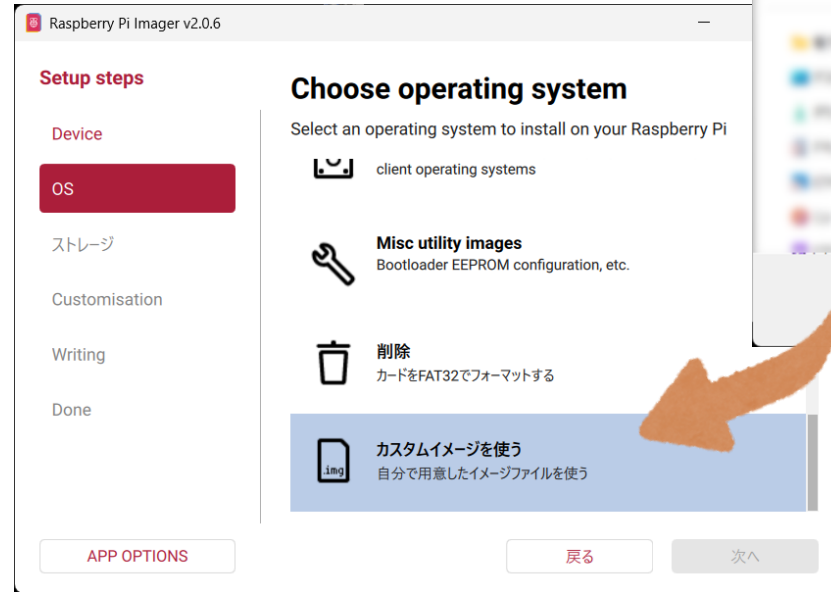 Raspberry Pi Imager v2.0.6
Setup steps
Device
OS
ストレージ
Customisation
Writing
Done
APP OPTIONS
Choose operating system
Select an operating system to install on your Raspberry Pi
client operating systems
Misc utility images
Bootloader EEPROM configuration, etc.
削除
カードをFAT32でフォーマットする
.img
カスタムイメージを使う
自分で用意したイメージファイルを使う
戻る
次へ